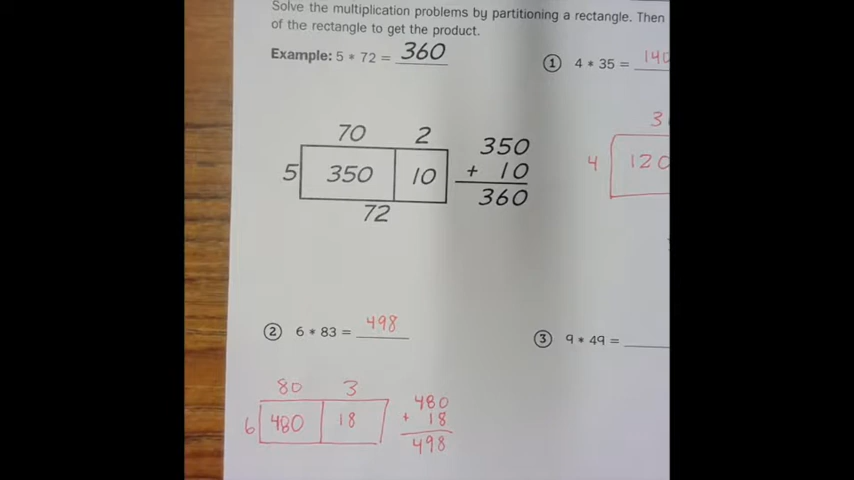 Solve the multiplication problems by partitioning a rectangle. Then
of the rectangle to get the product.
Example: 5 * 72 = 360
70 2
5 350 10
72
350
+ 10
360
① 4 * 35 = 140
4 120
② 6 * 83 = 498
80 3
6 480 18
480
+ 18
498
③ 9 * 49 =